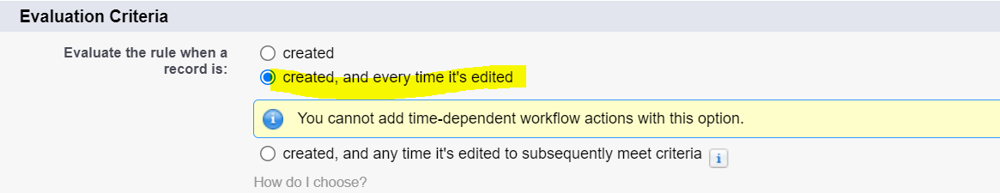 Evaluation Criteria
Evaluate the rule when a
record is:
created
created, and every time it's edited
You cannot add time-dependent workflow actions with this option.
created, and any time it's edited to subsequently meet criteria
How do I choose?